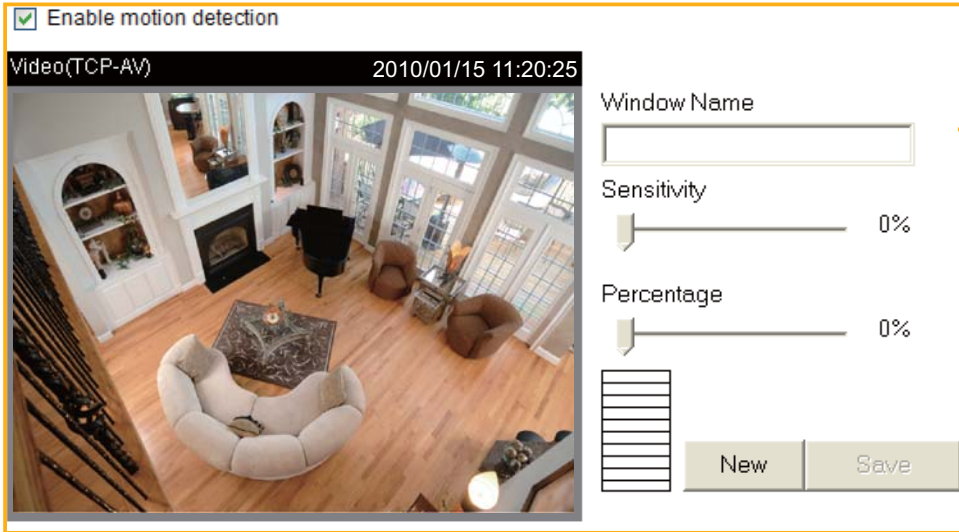 Enable motion detection
Video(TCP-AV) 2010/01/15 11:20:25
Window Name
Sensitivity
0%
Percentage
0%
New Save